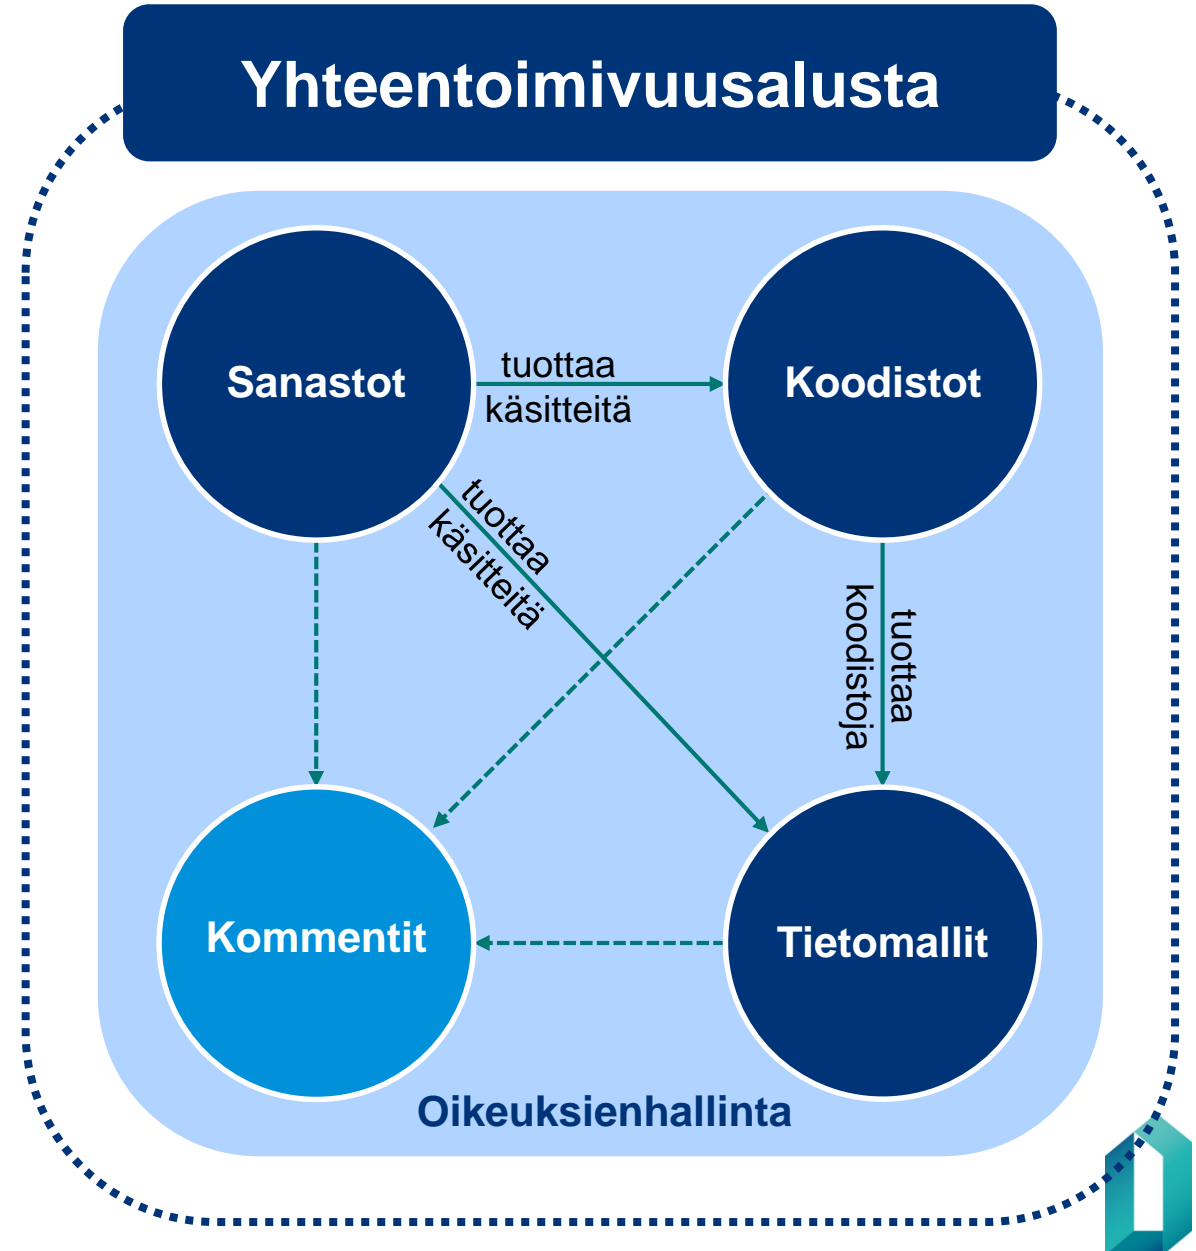 Yhteentoimivuusalusta
Sanastot
tuottaa
käsitteitä
Koodistot
tuottaa
käsitteitä
tuottaa
koodistoja
Kommentit
Tietomallit
Oikeuksienhallinta